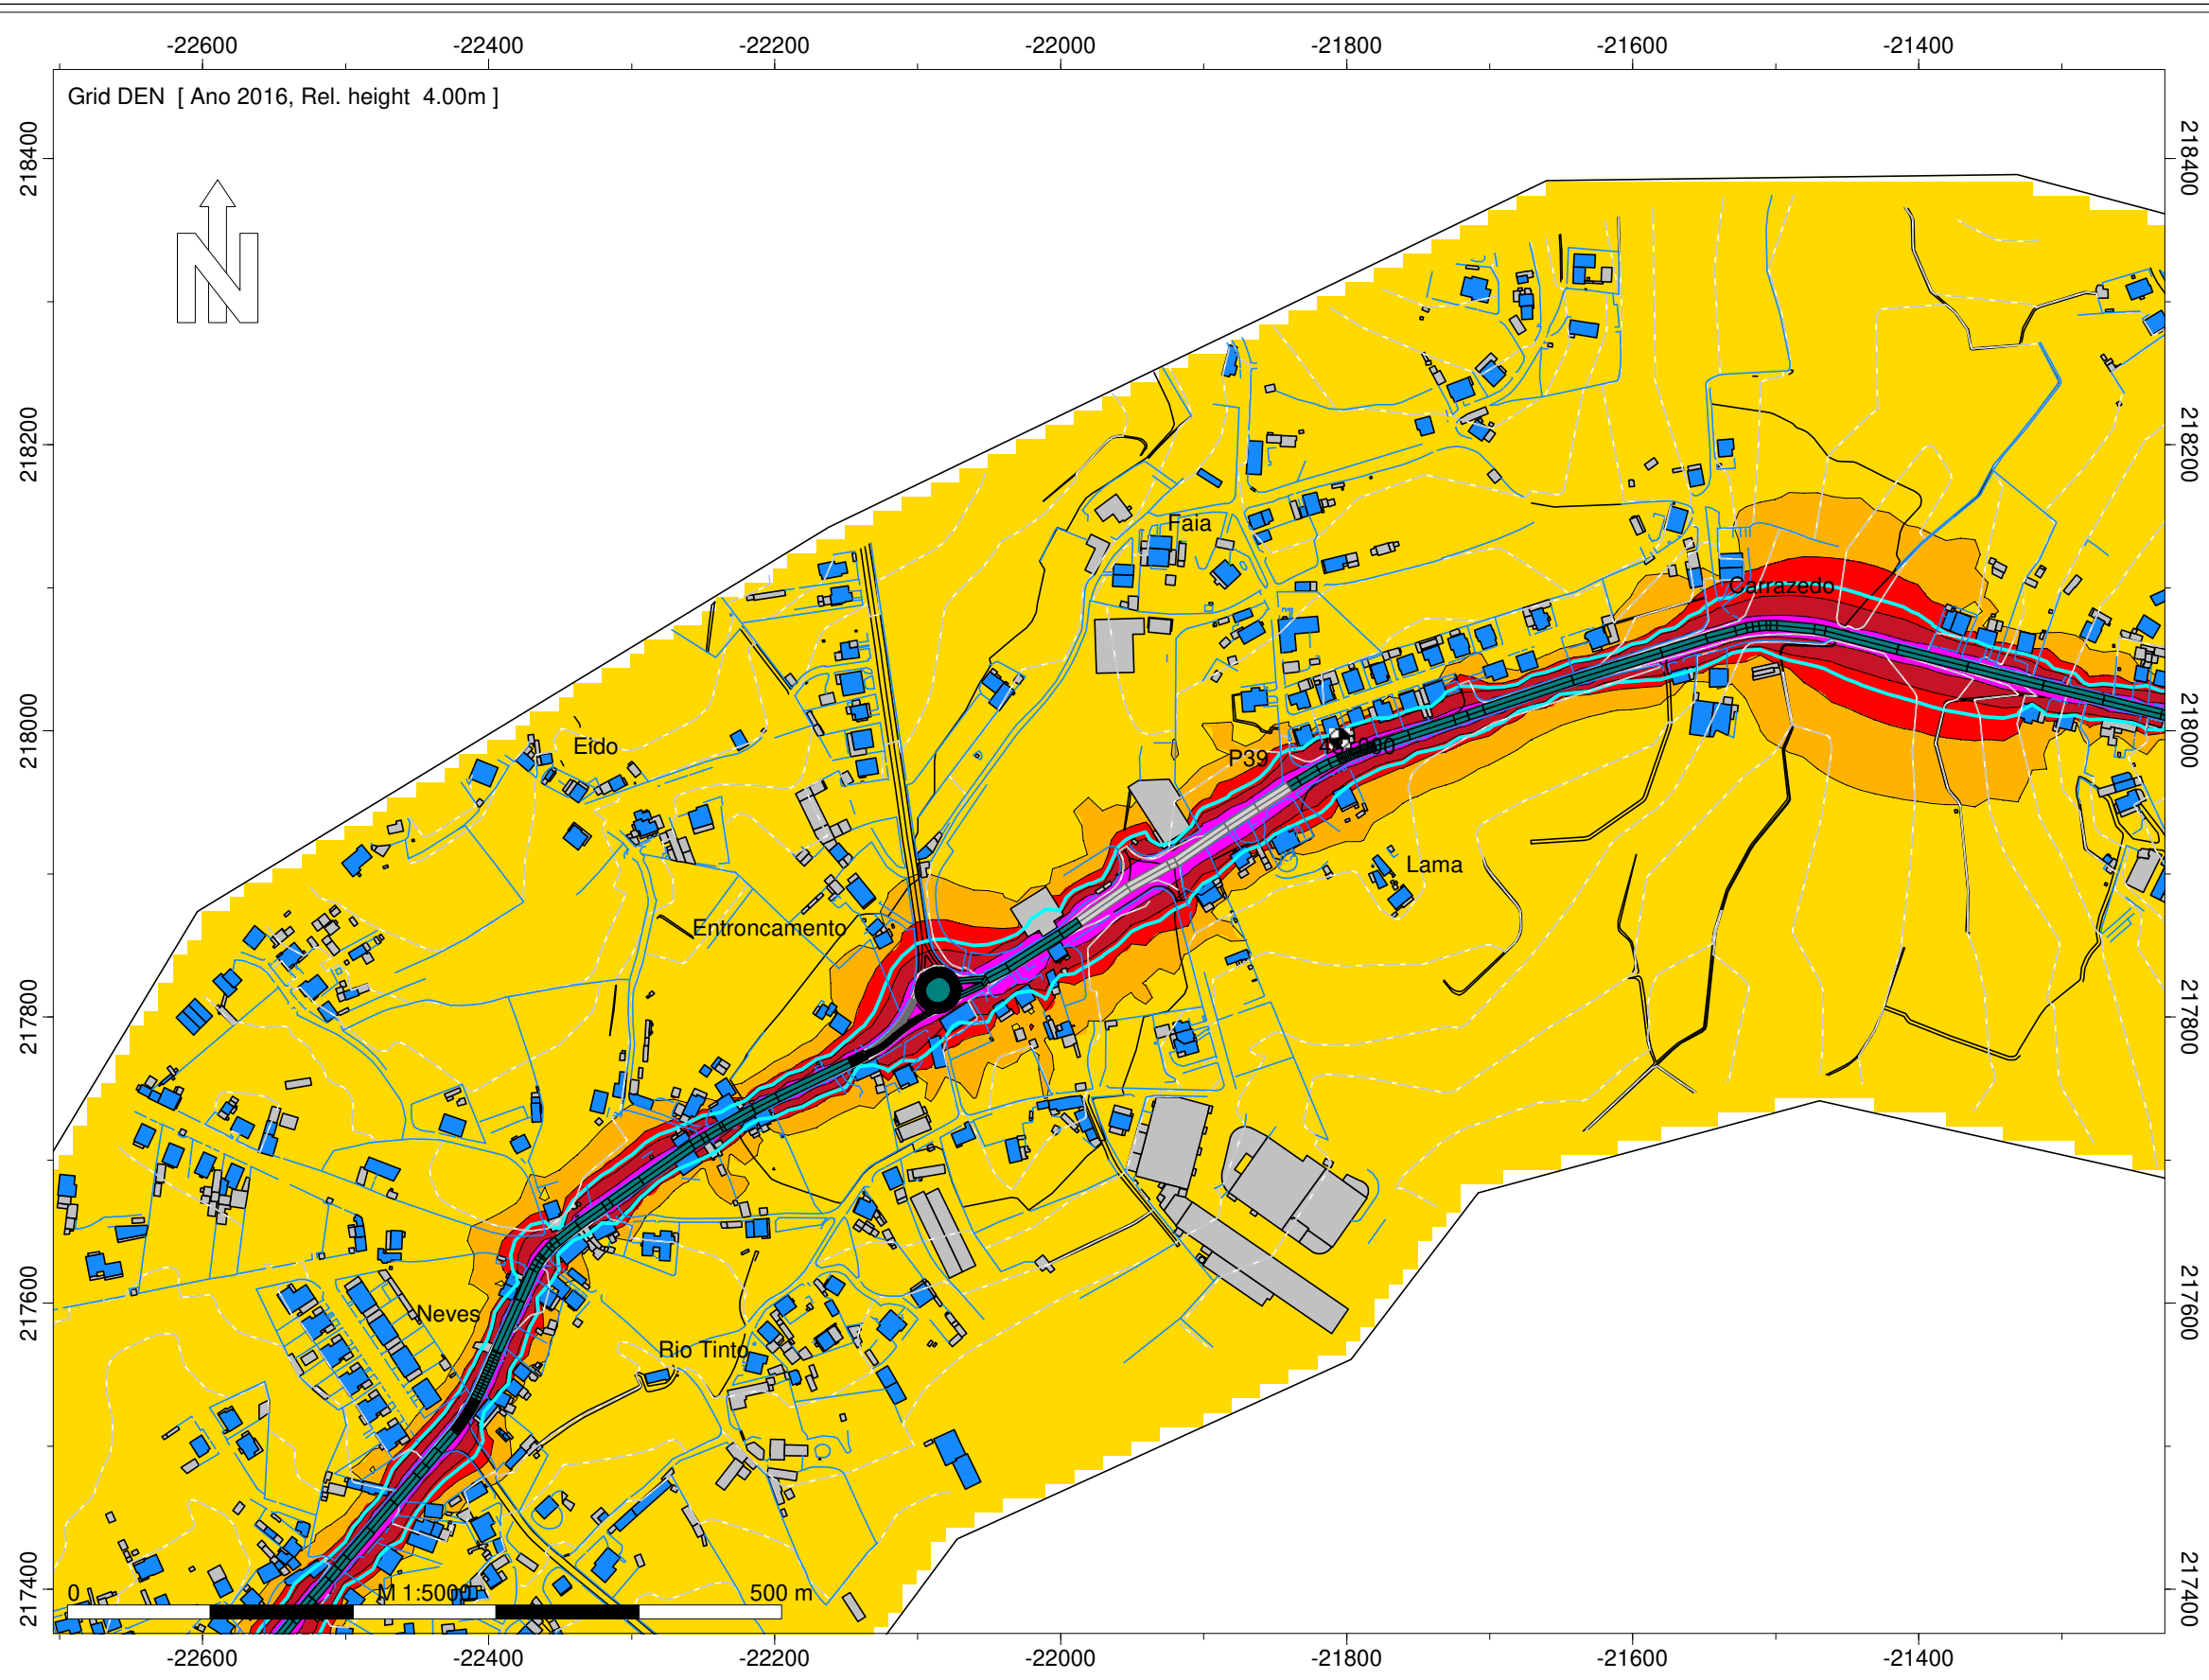 -22600 -22400 -22200 -22000 -21800 -21600 -21400
Grid DEN [ Ano 2016, Rel. height 4.00m ]
218400
218400
N
218200
218200
Faia
Carrazedo
218000
218000
Eido
P39
Lama
Entroncamento
217800
217800
217600
217600
Neves
Rio Tinto
217400
217400
0 M 1:5000 500 m
-22600 -22400 -22200 -22000 -21800 -21600 -21400